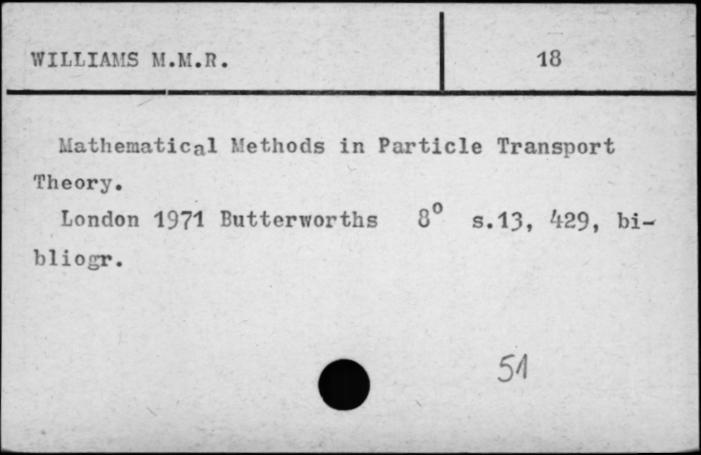 WILLIAMS M.M.R. 18
Mathematical Methods in Particle Transport
Theory.
London 1971 Butterworths 8° s.13, 429, bi-
bliogr.
51